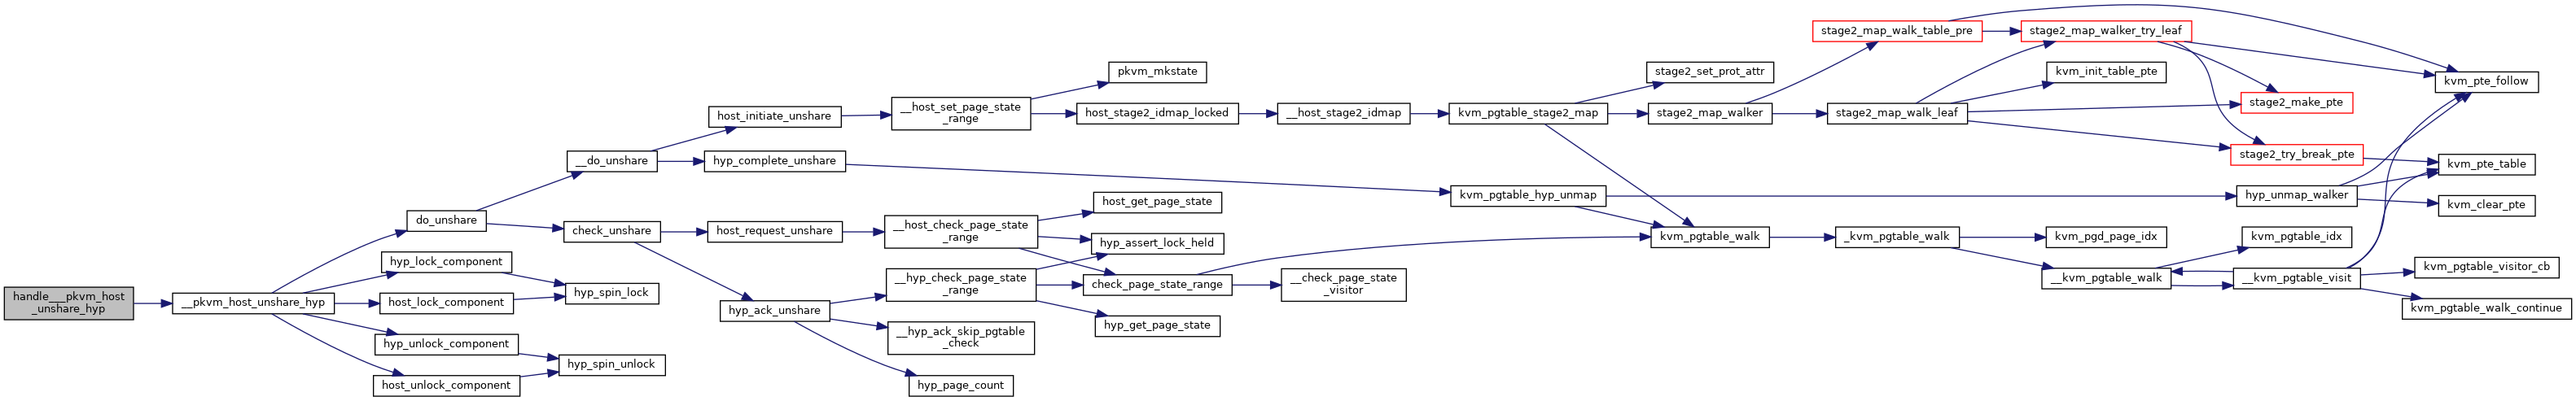 handle___pkvm_host
_unshare_hyp
__pkvm_host_unshare_hyp
do_unshare
hyp_lock_component
host_lock_component
hyp_unlock_component
host_unlock_component
__do_unshare
check_unshare
hyp_spin_lock
hyp_spin_unlock
host_initiate_unshare
hyp_complete_unshare
host_request_unshare
hyp_ack_unshare
__host_set_page_state
_range
__host_check_page_state
_range
__hyp_check_page_state
_range
__hyp_ack_skip_pgtable
_check
hyp_page_count
pkvm_mkstate
host_stage2_idmap_locked
host_get_page_state
hyp_assert_lock_held
check_page_state_range
hyp_get_page_state
__host_stage2_idmap
__check_page_state
_visitor
kvm_pgtable_stage2_map
kvm_pgtable_hyp_unmap
stage2_set_prot_attr
stage2_map_walker
kvm_pgtable_walk
stage2_map_walk_table_pre
stage2_map_walk_leaf
_kvm_pgtable_walk
stage2_map_walker_try_leaf
kvm_init_table_pte
kvm_pgd_page_idx
__kvm_pgtable_walk
stage2_make_pte
stage2_try_break_pte
hyp_unmap_walker
kvm_pgtable_idx
__kvm_pgtable_visit
kvm_pte_follow
kvm_pte_table
kvm_clear_pte
kvm_pgtable_visitor_cb
kvm_pgtable_walk_continue